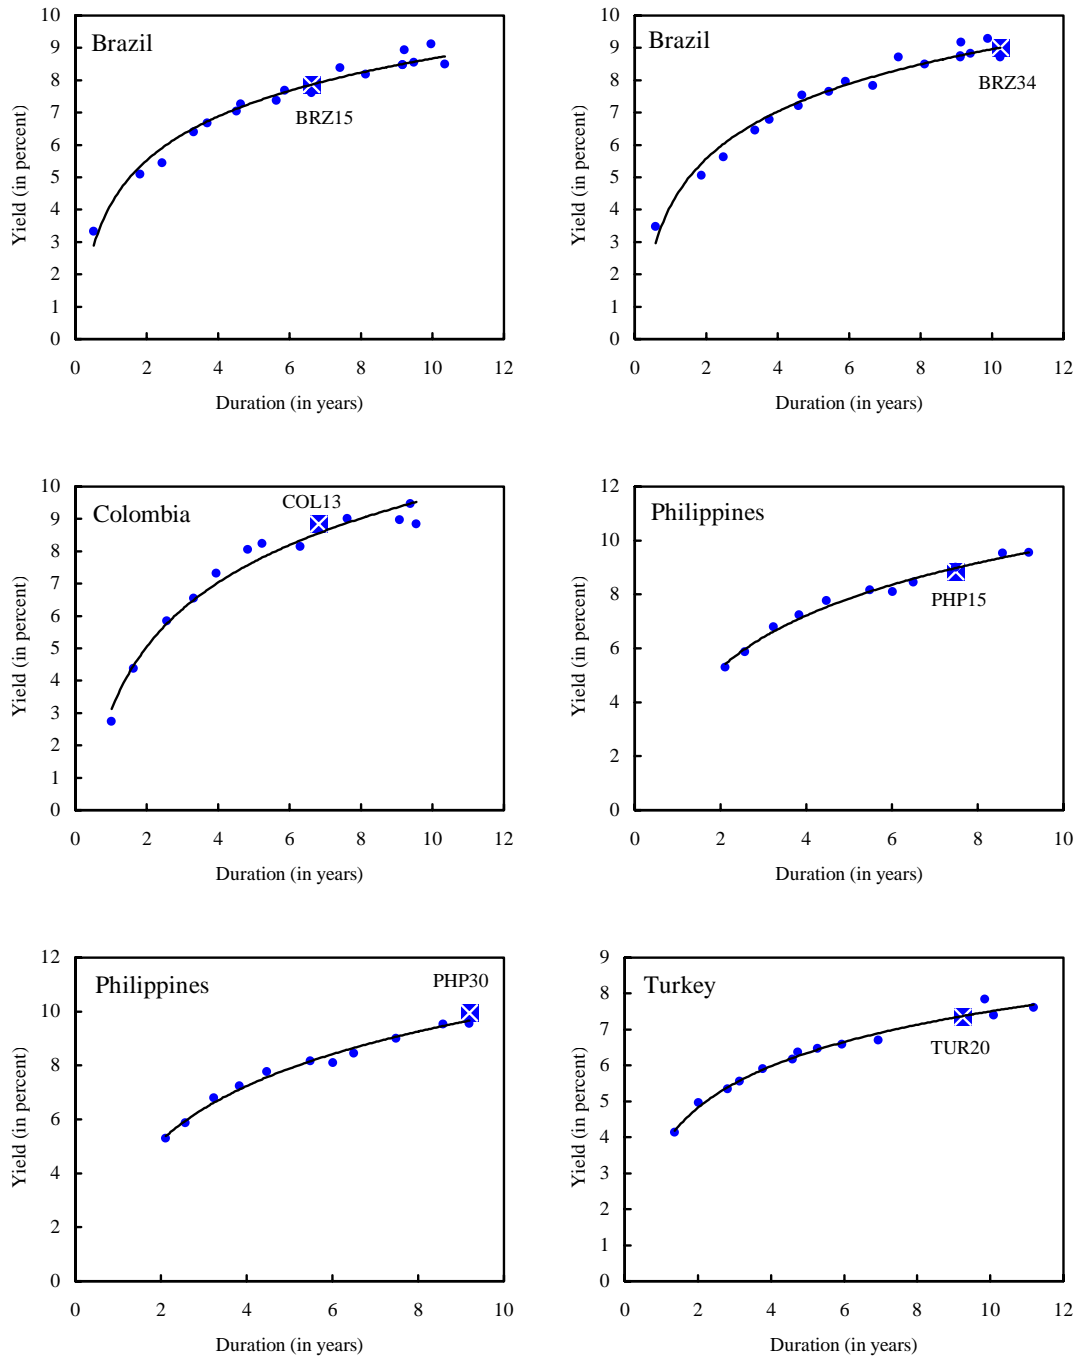 Brazil
BRZ15
Yield (in percent)
10
9
8
7
6
5
4
3
2
1
0
0 2 4 6 8 10 12
Duration (in years)
Brazil
BRZ34
Yield (in percent)
10
9
8
7
6
5
4
3
2
1
0
0 2 4 6 8 10 12
Duration (in years)
Colombia
COL13
Yield (in percent)
10
9
8
7
6
5
4
3
2
1
0
0 2 4 6 8 10 12
Duration (in years)
Philippines
PHP15
Yield (in percent)
12
10
8
6
4
2
0
0 2 4 6 8 10
Duration (in years)
Philippines
PHP30
Yield (in percent)
12
10
8
6
4
2
0
0 2 4 6 8 10
Duration (in years)
Turkey
TUR20
Yield (in percent)
9
8
7
6
5
4
3
2
1
0
0 2 4 6 8 10 12
Duration (in years)